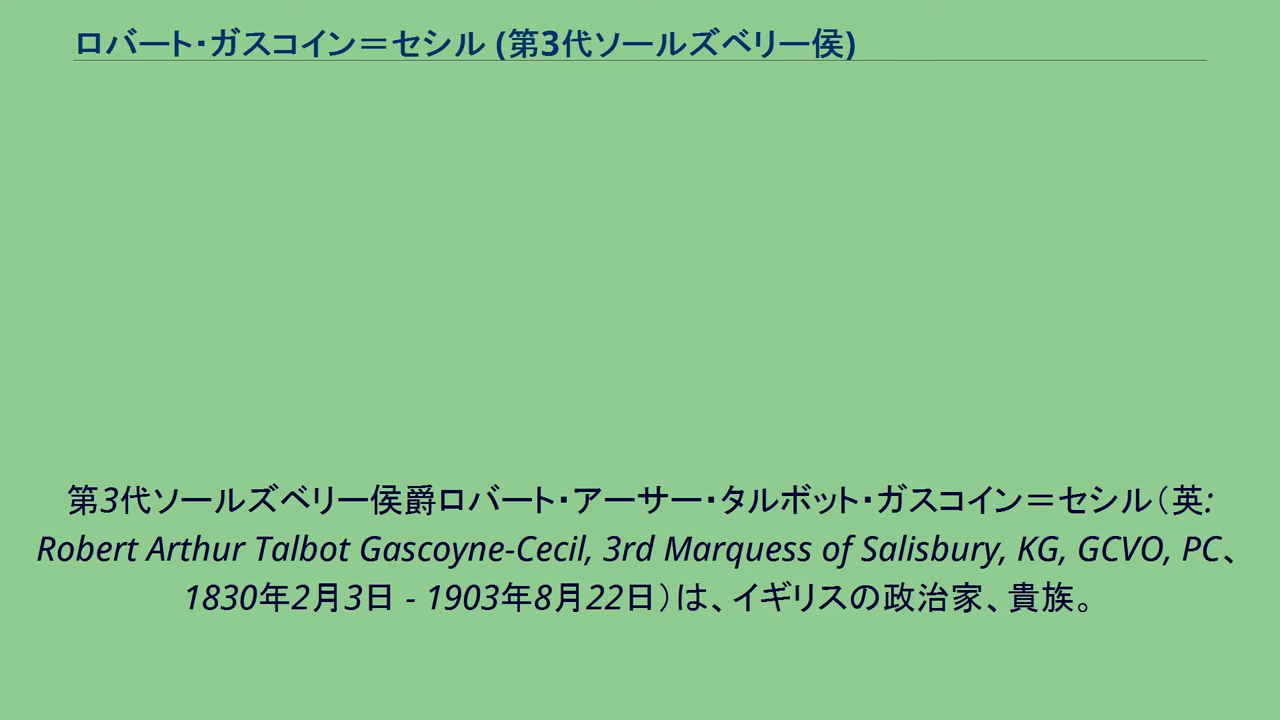 ロバート・ガスコイン＝セシル (第3代ソールズベリー侯)
第3代ソールズベリー侯爵ロバート・アーサー・タルボット・ガスコイン＝セシル（英:
Robert Arthur Talbot Gascoyne-Cecil, 3rd Marquess of Salisbury, KG, GCVO, PC、
1830年2月3日 - 1903年8月22日）は、イギリスの政治家、貴族。